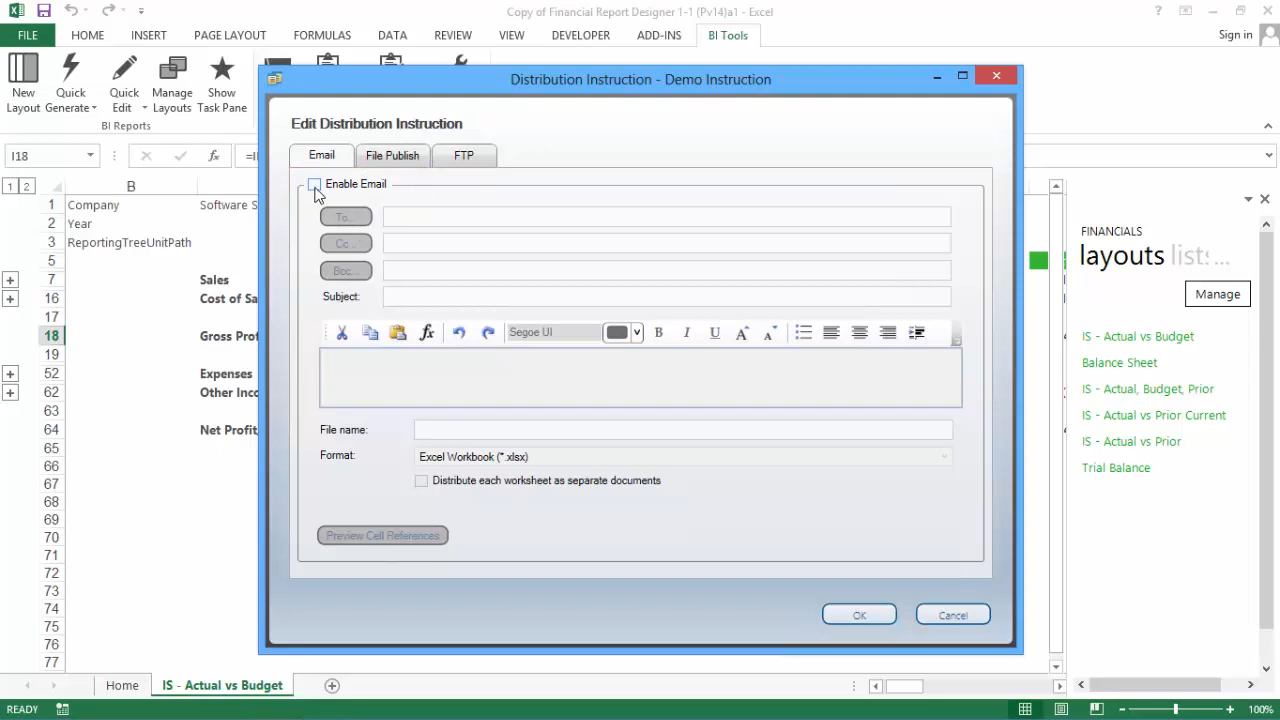 Copy of Financial Report Designer 1-1 (Pv14)a1 - Excel
FILE HOME INSERT PAGE LAYOUT FORMULAS DATA REVIEW VIEW DEVELOPER ADD-INS BI Tools Sign in
New Layout
Quick Generate
Quick Edit
Manage Layouts
Show Task Pane
BI Reports
Distribution Instruction - Demo Instruction
Edit Distribution Instruction
Email File Publish FTP
Enable Email
To...
Cc...
Bcc...
Subject:
Segoe UI B I U A A
File name:
Format: Excel Workbook (*.xlsx)
Distribute each worksheet as separate documents
Preview Cell References
OK Cancel
I18 fx
1 2 B
1 Company Software S
2 Year
3 ReportingTreeUnitPath
5
7 Sales
16 Cost of Sa
17
18 Gross Prof
19
52 Expenses
62 Other Inco
63
64 Net Profit
65
66
67
68
69
70
71
72
73
74
75
76
77
FINANCIALS
layouts lists...
Manage
IS - Actual vs Budget
Balance Sheet
IS - Actual, Budget, Prior
IS - Actual vs Prior Current
IS - Actual vs Prior
Trial Balance
Home IS - Actual vs Budget
READY 100%